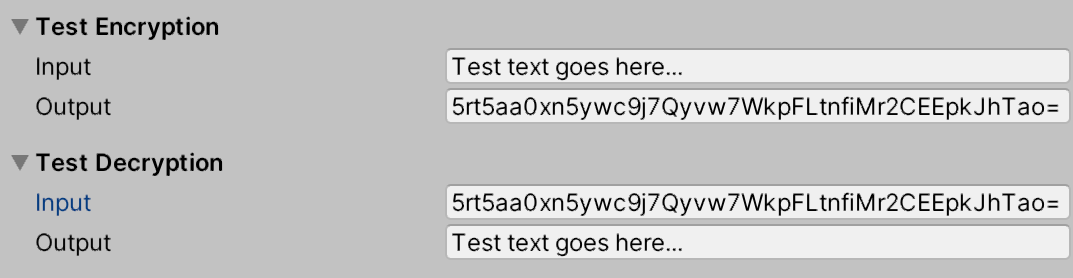 Test Encryption
Input Test text goes here...
Output 5rt5aa0xn5ywc9j7Qyvw7WkpFLtnfiMr2CEEpkJhTao=
Test Decryption
Input 5rt5aa0xn5ywc9j7Qyvw7WkpFLtnfiMr2CEEpkJhTao=
Output Test text goes here...